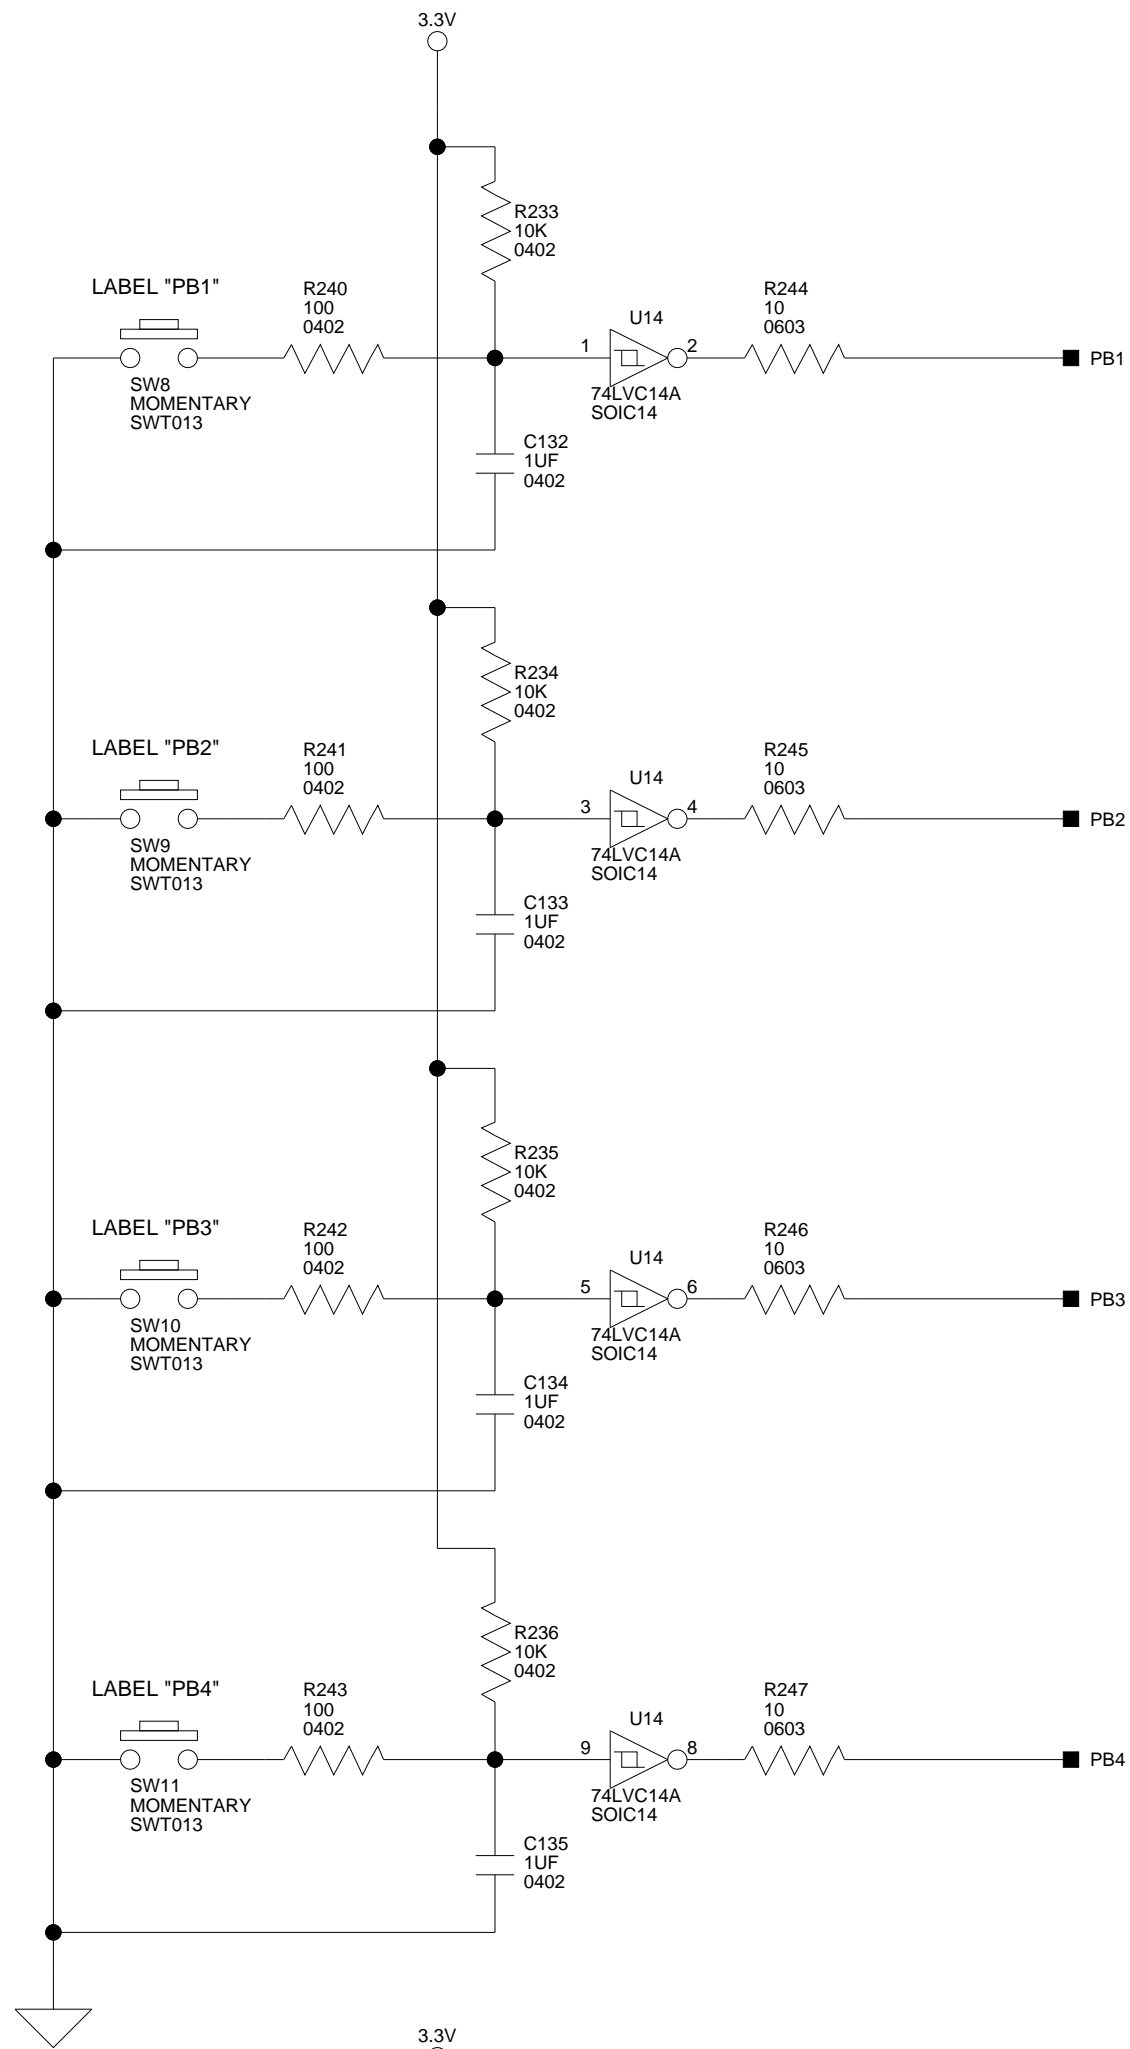 3.3V
R233
10K
0402
LABEL "PB1"
R240
100
0402
SW8
MOMENTARY
SWT013
1
U14
2
74LVC14A
SOIC14
R244
10
0603
PB1
C132
1UF
0402
R234
10K
0402
LABEL "PB2"
R241
100
0402
SW9
MOMENTARY
SWT013
3
U14
4
74LVC14A
SOIC14
R245
10
0603
PB2
C133
1UF
0402
R235
10K
0402
LABEL "PB3"
R242
100
0402
SW10
MOMENTARY
SWT013
5
U14
6
74LVC14A
SOIC14
R246
10
0603
PB3
C134
1UF
0402
R236
10K
0402
LABEL "PB4"
R243
100
0402
SW11
MOMENTARY
SWT013
9
U14
8
74LVC14A
SOIC14
R247
10
0603
PB4
C135
1UF
0402
3.3V